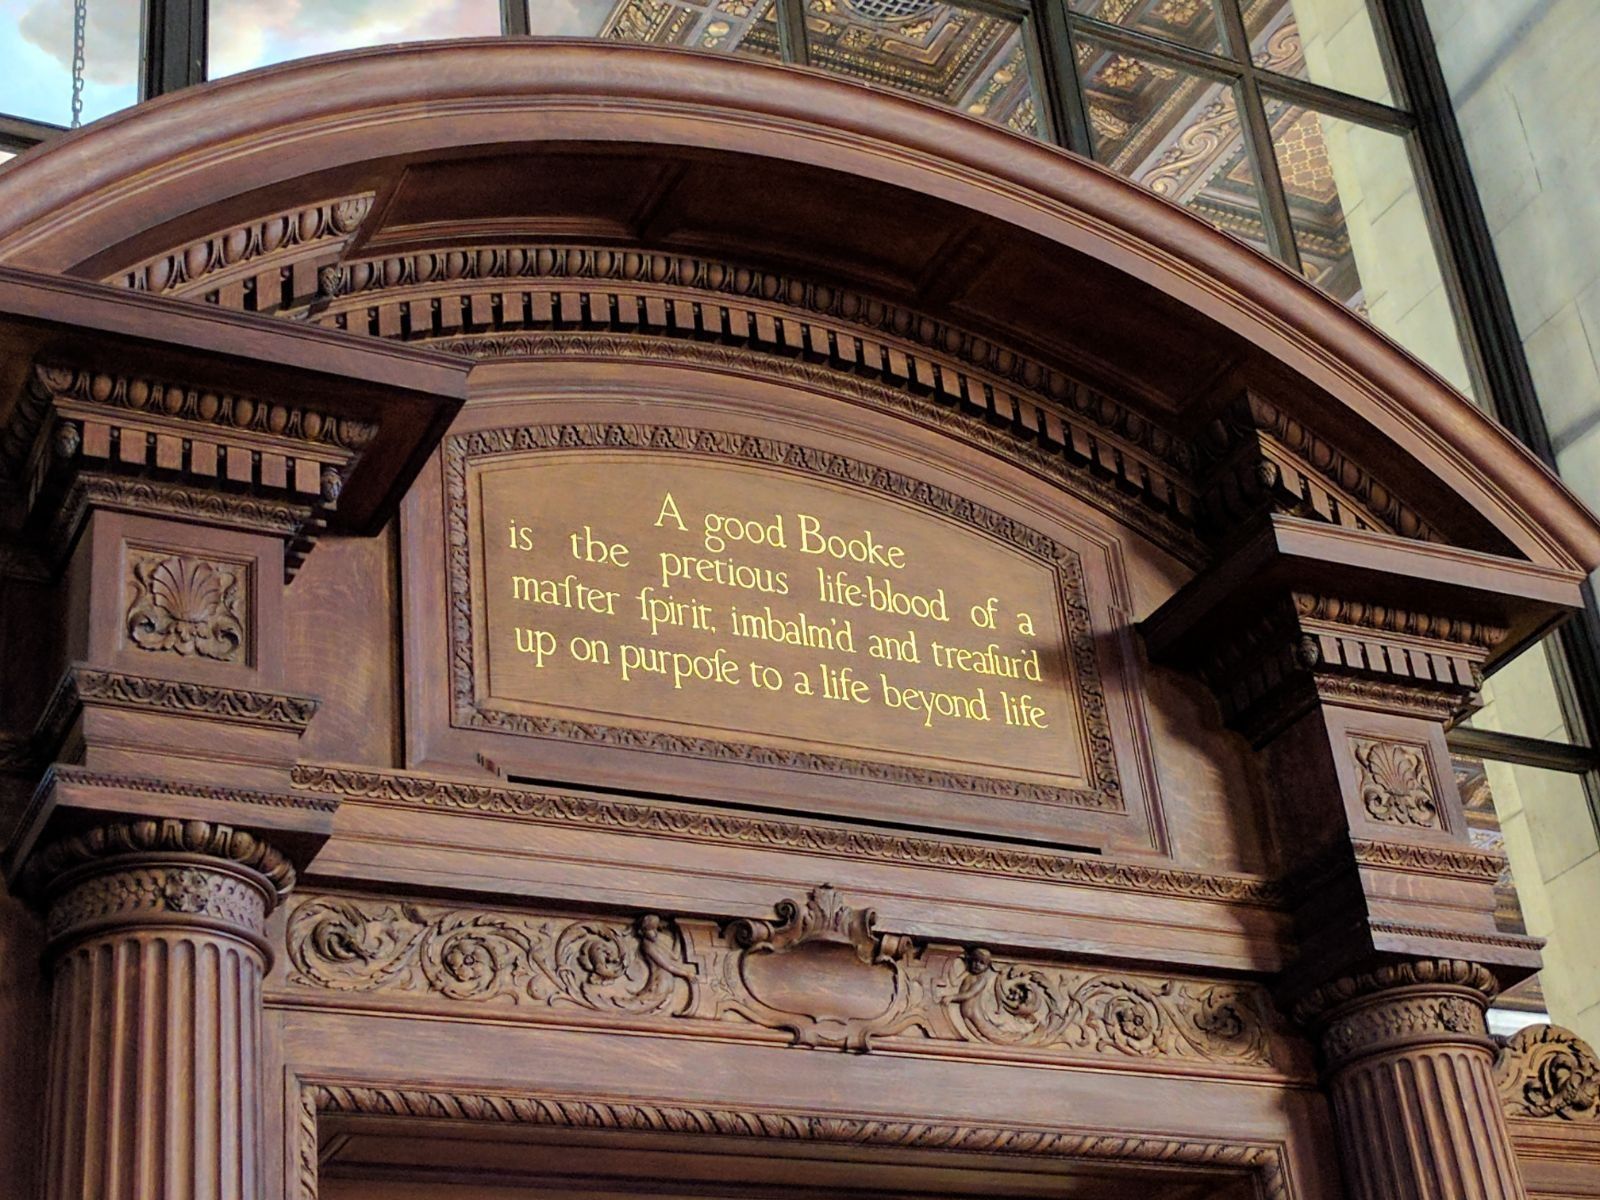 A good Booke
is the pretious life-blood of a
maſter ſpirit, imbalm'd and treaſur'd
up on purpoſe to a life beyond life